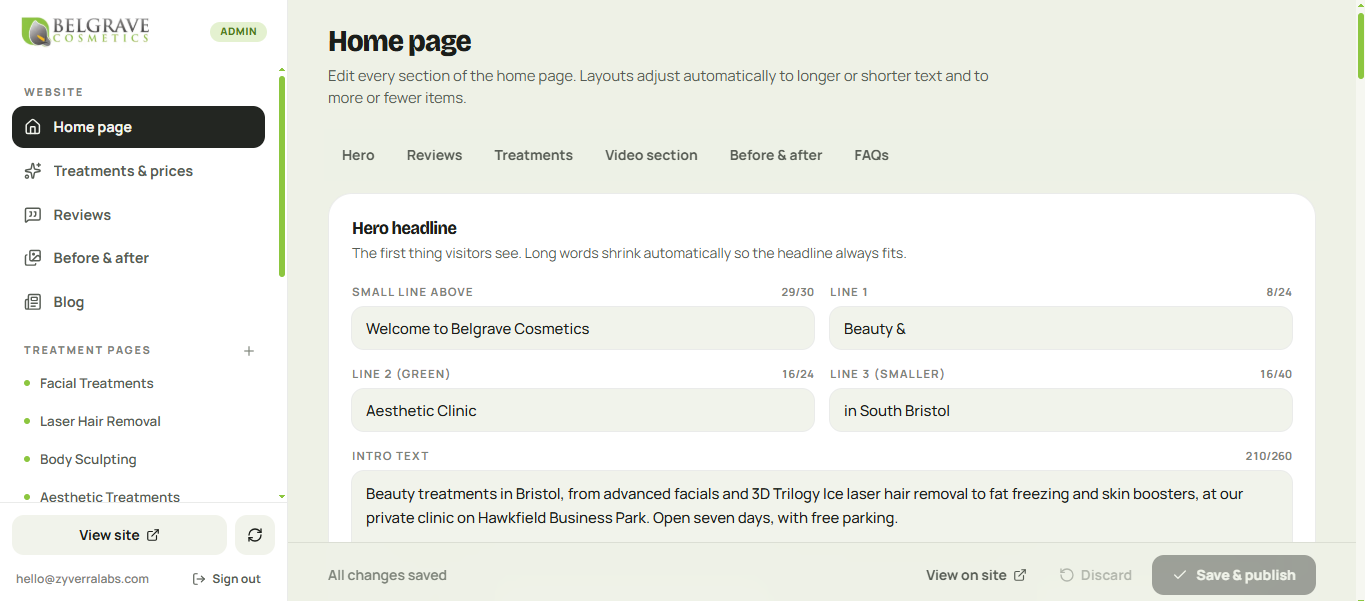 BELGRAVE
COSMETICS
ADMIN
WEBSITE
Home page
Treatments & prices
Reviews
Before & after
Blog
TREATMENT PAGES
Facial Treatments
Laser Hair Removal
Body Sculpting
Aesthetic Treatments
View site
hello@zyverralabs.com
Sign out
Home page
Edit every section of the home page. Layouts adjust automatically to longer or shorter text and to
more or fewer items.
Hero Reviews Treatments Video section Before & after FAQs
Hero headline
The first thing visitors see. Long words shrink automatically so the headline always fits.
SMALL LINE ABOVE 29/30 LINE 1 8/24
Welcome to Belgrave Cosmetics Beauty &
LINE 2 (GREEN) 16/24 LINE 3 (SMALLER) 16/40
Aesthetic Clinic in South Bristol
INTRO TEXT 210/260
Beauty treatments in Bristol, from advanced facials and 3D Trilogy Ice laser hair removal to fat freezing and skin boosters, at our
private clinic on Hawkfield Business Park. Open seven days, with free parking.
All changes saved View on site Discard Save & publish